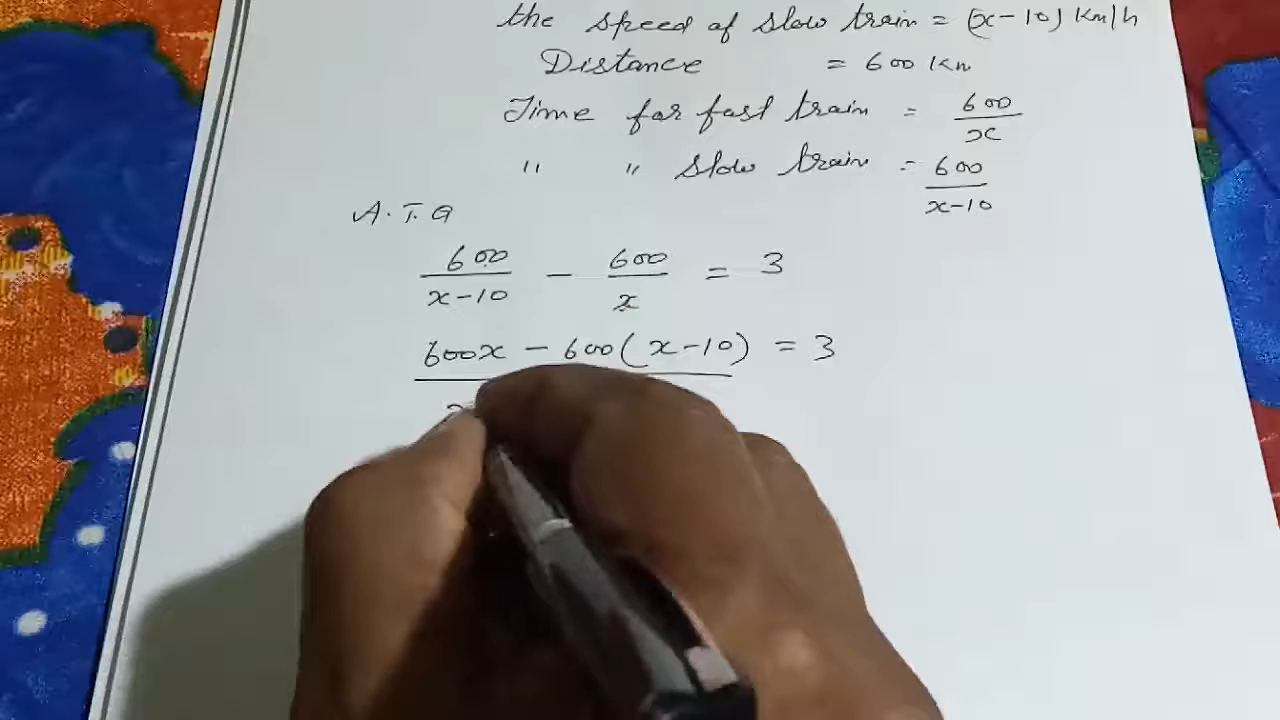 the speed of slow train = (x-10) Km/h
Distance = 600 Km
Time for fast train = 600/x
" " slow train = 600/x-10
A.T.Q
600/x-10 - 600/x = 3
600x - 600(x-10) = 3